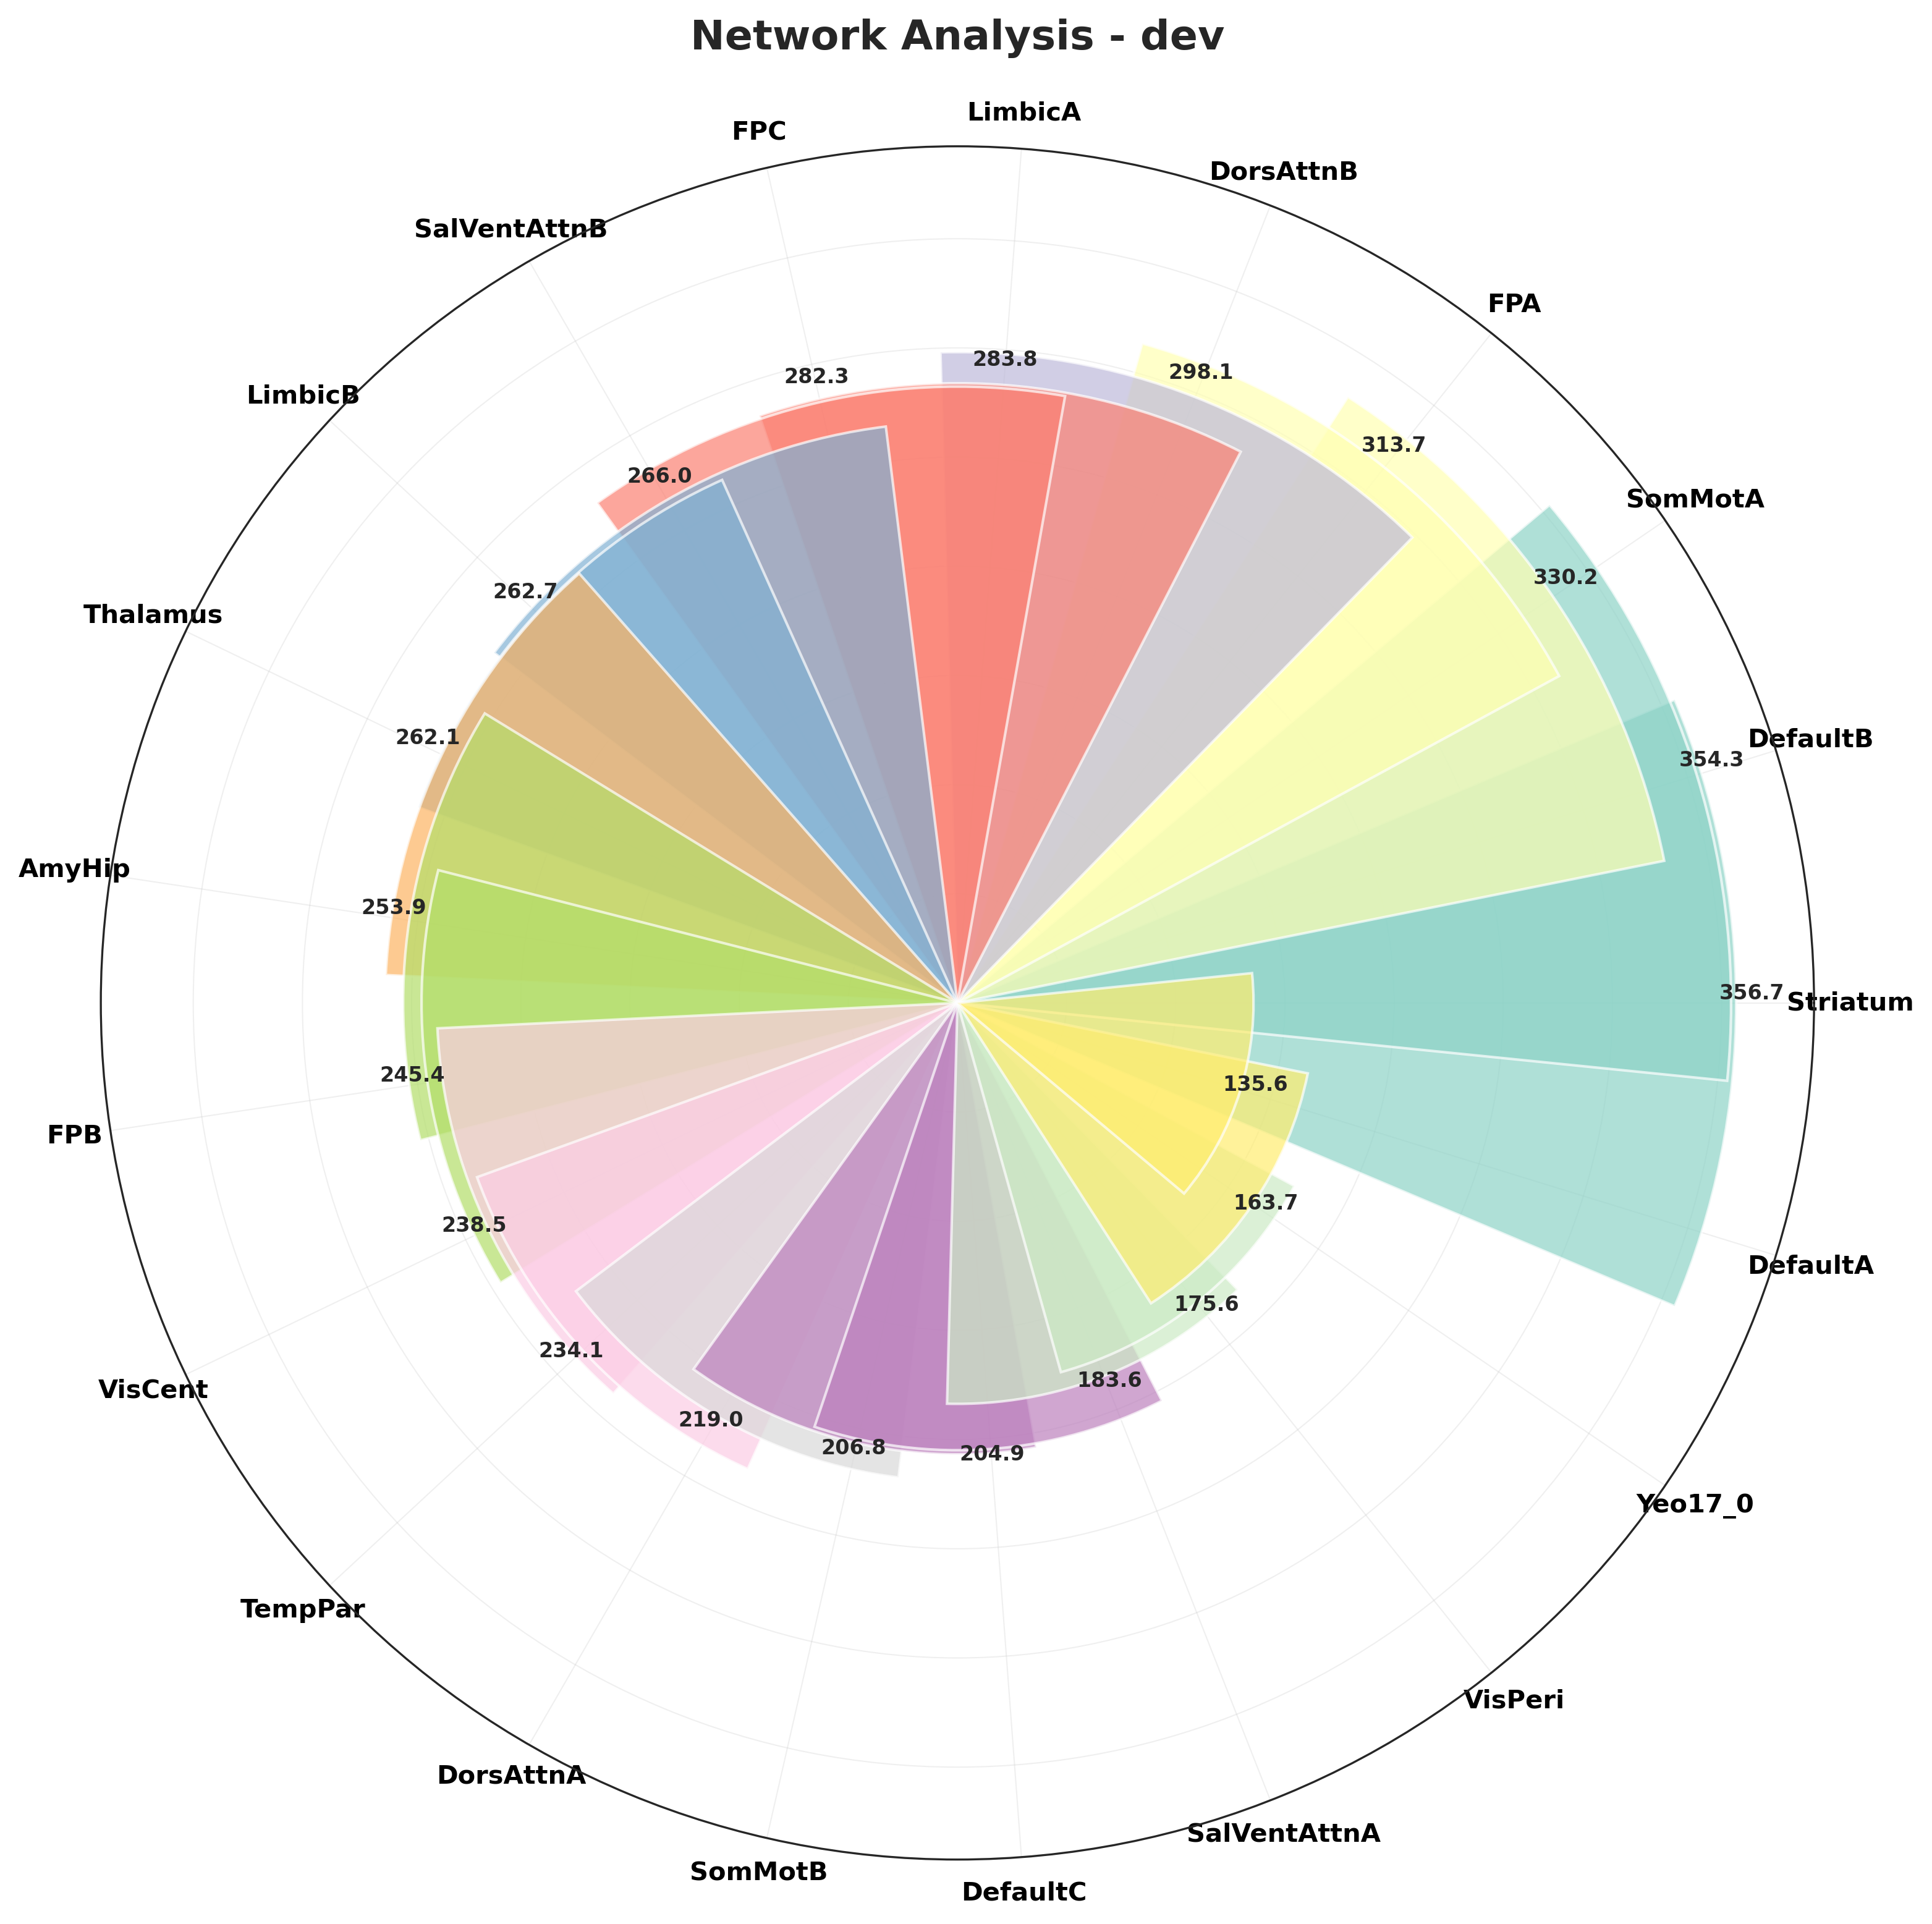 Network Analysis - dev
LimbicA
FPC
DorsAttnB
SalVentAttnB
FPA
LimbicB
SomMotA
Thalamus
DefaultB
AmyHip
Striatum
FPB
DefaultA
VisCent
Yeo17_0
TempPar
VisPeri
DorsAttnA
SalVentAttnA
SomMotB
DefaultC
283.8
298.1
282.3
313.7
266.0
330.2
262.7
262.1
354.3
253.9
356.7
245.4
135.6
238.5
163.7
234.1
175.6
219.0
183.6
206.8
204.9